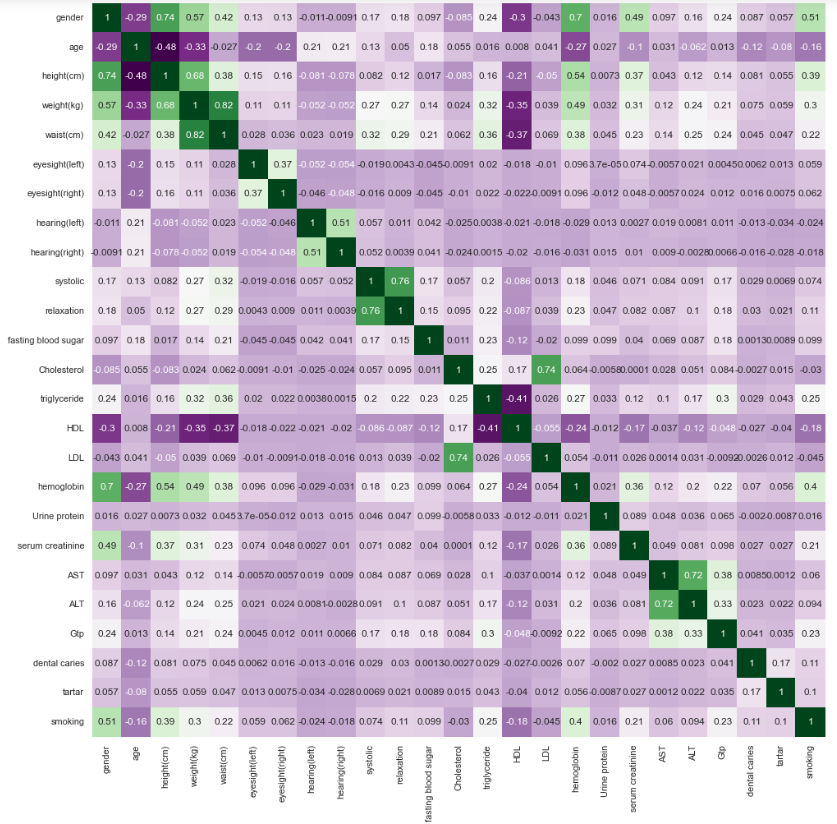 gender 1 -0.29 0.74 0.57 0.42 0.13 0.13 -0.011 -0.0091 0.17 0.18 0.097 -0.085 0.24 -0.3 -0.043 0.7 0.016 0.49 0.097 0.16 0.24 0.087 0.057 0.51
age -0.29 1 -0.48 -0.33 -0.027 -0.2 -0.2 0.21 0.21 0.13 0.05 0.18 0.055 0.016 0.008 0.041 -0.27 0.027 -0.1 0.031 -0.062 0.013 -0.12 -0.08 -0.16
height(cm) 0.74 -0.48 1 0.68 0.38 0.15 0.16 -0.081 -0.078 0.082 0.12 0.017 -0.083 0.16 -0.21 -0.05 0.54 0.0073 0.37 0.043 0.12 0.14 0.081 0.055 0.39
weight(kg) 0.57 -0.33 0.68 1 0.82 0.11 0.11 -0.052 -0.052 0.27 0.27 0.14 0.024 0.32 -0.35 0.039 0.49 0.032 0.31 0.12 0.24 0.21 0.075 0.059 0.3
waist(cm) 0.42 -0.027 0.38 0.82 1 0.028 0.036 0.023 0.019 0.32 0.29 0.21 0.062 0.36 -0.37 0.069 0.38 0.045 0.23 0.14 0.25 0.24 0.045 0.047 0.22
eyesight(left) 0.13 -0.2 0.15 0.11 0.028 1 0.37 -0.052 -0.054 -0.019 0.0043 -0.045 -0.0091 0.02 -0.018 -0.01 0.096 3.7e-05 0.074 -0.0057 0.021 0.0045 0.0062 0.013 0.059
eyesight(right) 0.13 -0.2 0.16 0.11 0.036 0.37 1 -0.046 -0.048 -0.016 0.009 -0.045 -0.01 0.022 -0.022 -0.0091 0.096 -0.012 0.048 -0.0057 0.024 0.012 0.016 0.0075 0.062
hearing(left) -0.011 0.21 -0.081 -0.052 0.023 -0.052 -0.046 1 0.51 0.057 0.011 0.042 -0.025 0.0038 -0.021 -0.018 -0.029 0.013 0.0027 0.019 0.0081 0.011 -0.013 -0.034 -0.024
hearing(right) -0.0091 0.21 -0.078 -0.052 0.019 -0.054 -0.048 0.51 1 0.052 0.0039 0.041 -0.024 0.0015 -0.022 -0.016 -0.031 0.015 0.01 0.009 -0.0028 0.0066 -0.016 -0.028 -0.018
systolic 0.17 0.13 0.082 0.27 0.32 -0.019 -0.016 0.057 0.052 1 0.76 0.17 0.057 0.2 -0.086 0.013 0.18 0.046 0.071 0.084 0.091 0.17 0.029 0.0069 0.074
relaxation 0.18 0.05 0.12 0.27 0.29 0.0043 0.009 0.011 0.0039 0.76 1 0.15 0.095 0.22 -0.087 0.039 0.23 0.047 0.082 0.087 0.1 0.18 0.03 0.021 0.11
fasting blood sugar 0.097 0.18 0.017 0.14 0.21 -0.045 -0.045 0.042 0.041 0.17 0.15 1 0.011 0.23 -0.12 -0.02 0.099 0.099 0.04 0.069 0.087 0.18 0.0013 0.0089 0.099
Cholesterol -0.085 0.055 -0.083 0.024 0.062 -0.0091 -0.01 -0.025 -0.024 0.057 0.095 0.011 1 0.25 0.17 0.74 0.064 -0.0058 0.0001 0.028 0.051 0.084 -0.0027 0.015 -0.03
triglyceride 0.24 0.016 0.16 0.32 0.36 0.02 0.022 0.0038 0.0015 0.2 0.22 0.23 0.25 1 -0.41 0.026 0.27 0.033 0.12 0.1 0.17 0.3 0.029 0.043 0.25
HDL -0.3 0.008 -0.21 -0.35 -0.37 -0.018 -0.022 -0.021 -0.022 -0.086 -0.087 -0.12 0.17 -0.41 1 -0.055 -0.24 -0.012 -0.17 -0.037 -0.12 -0.048 -0.027 -0.04 -0.18
LDL -0.043 0.041 -0.05 0.039 0.069 -0.01 -0.0091 -0.018 -0.016 0.013 0.039 -0.02 0.74 0.026 -0.055 1 0.054 -0.011 0.026 0.0014 0.031 -0.0092 -0.0026 0.012 -0.045
hemoglobin 0.7 -0.27 0.54 0.49 0.38 0.096 0.096 -0.029 -0.031 0.18 0.23 0.099 0.064 0.27 -0.24 0.054 1 0.021 0.36 0.12 0.2 0.22 0.07 0.056 0.4
Urine protein 0.016 0.027 0.0073 0.032 0.045 3.7e-05 -0.012 0.013 0.015 0.046 0.047 0.099 -0.0058 0.033 -0.012 -0.011 0.021 1 0.089 0.048 0.036 0.065 -0.002 -0.0087 0.016
serum creatinine 0.49 -0.1 0.37 0.31 0.23 0.074 0.048 0.0027 0.01 0.071 0.082 0.04 0.0001 0.12 -0.17 0.026 0.36 0.089 1 0.049 0.081 0.098 0.027 0.027 0.21
AST 0.097 0.031 0.043 0.12 0.14 -0.0057 0.0057 0.019 0.009 0.084 0.087 0.069 0.028 0.1 -0.037 0.0014 0.12 0.048 0.049 1 0.72 0.38 0.0085 0.0012 0.06
ALT 0.16 -0.062 0.12 0.24 0.25 0.021 0.024 0.0081 -0.0028 0.091 0.1 0.087 0.051 0.17 -0.12 0.031 0.2 0.036 0.081 0.72 1 0.33 0.023 0.022 0.094
Gtp 0.24 0.013 0.14 0.21 0.24 0.0045 0.012 0.011 0.0066 0.17 0.18 0.18 0.084 0.3 -0.048 -0.0092 0.22 0.065 0.098 0.38 0.33 1 0.041 0.035 0.23
dental caries 0.087 -0.12 0.081 0.075 0.045 0.0062 0.016 -0.013 -0.016 0.029 0.03 0.0013 -0.0027 0.029 -0.027 -0.0026 0.07 -0.002 0.027 0.0085 0.023 0.041 1 0.17 0.11
tartar 0.057 -0.08 0.055 0.059 0.047 0.013 0.0075 -0.034 -0.028 0.0069 0.021 0.0089 0.015 0.043 -0.04 0.012 0.056 -0.0087 0.027 0.0012 0.022 0.035 0.17 1 0.1
smoking 0.51 -0.16 0.39 0.3 0.22 0.059 0.062 -0.024 -0.018 0.074 0.11 0.099 -0.03 0.25 -0.18 -0.045 0.4 0.016 0.21 0.06 0.094 0.23 0.11 0.1 1
gender
age
height(cm)
weight(kg)
waist(cm)
eyesight(left)
eyesight(right)
hearing(left)
hearing(right)
systolic
relaxation
fasting blood sugar
Cholesterol
triglyceride
HDL
LDL
hemoglobin
Urine protein
serum creatinine
AST
ALT
Gtp
dental caries
tartar
smoking